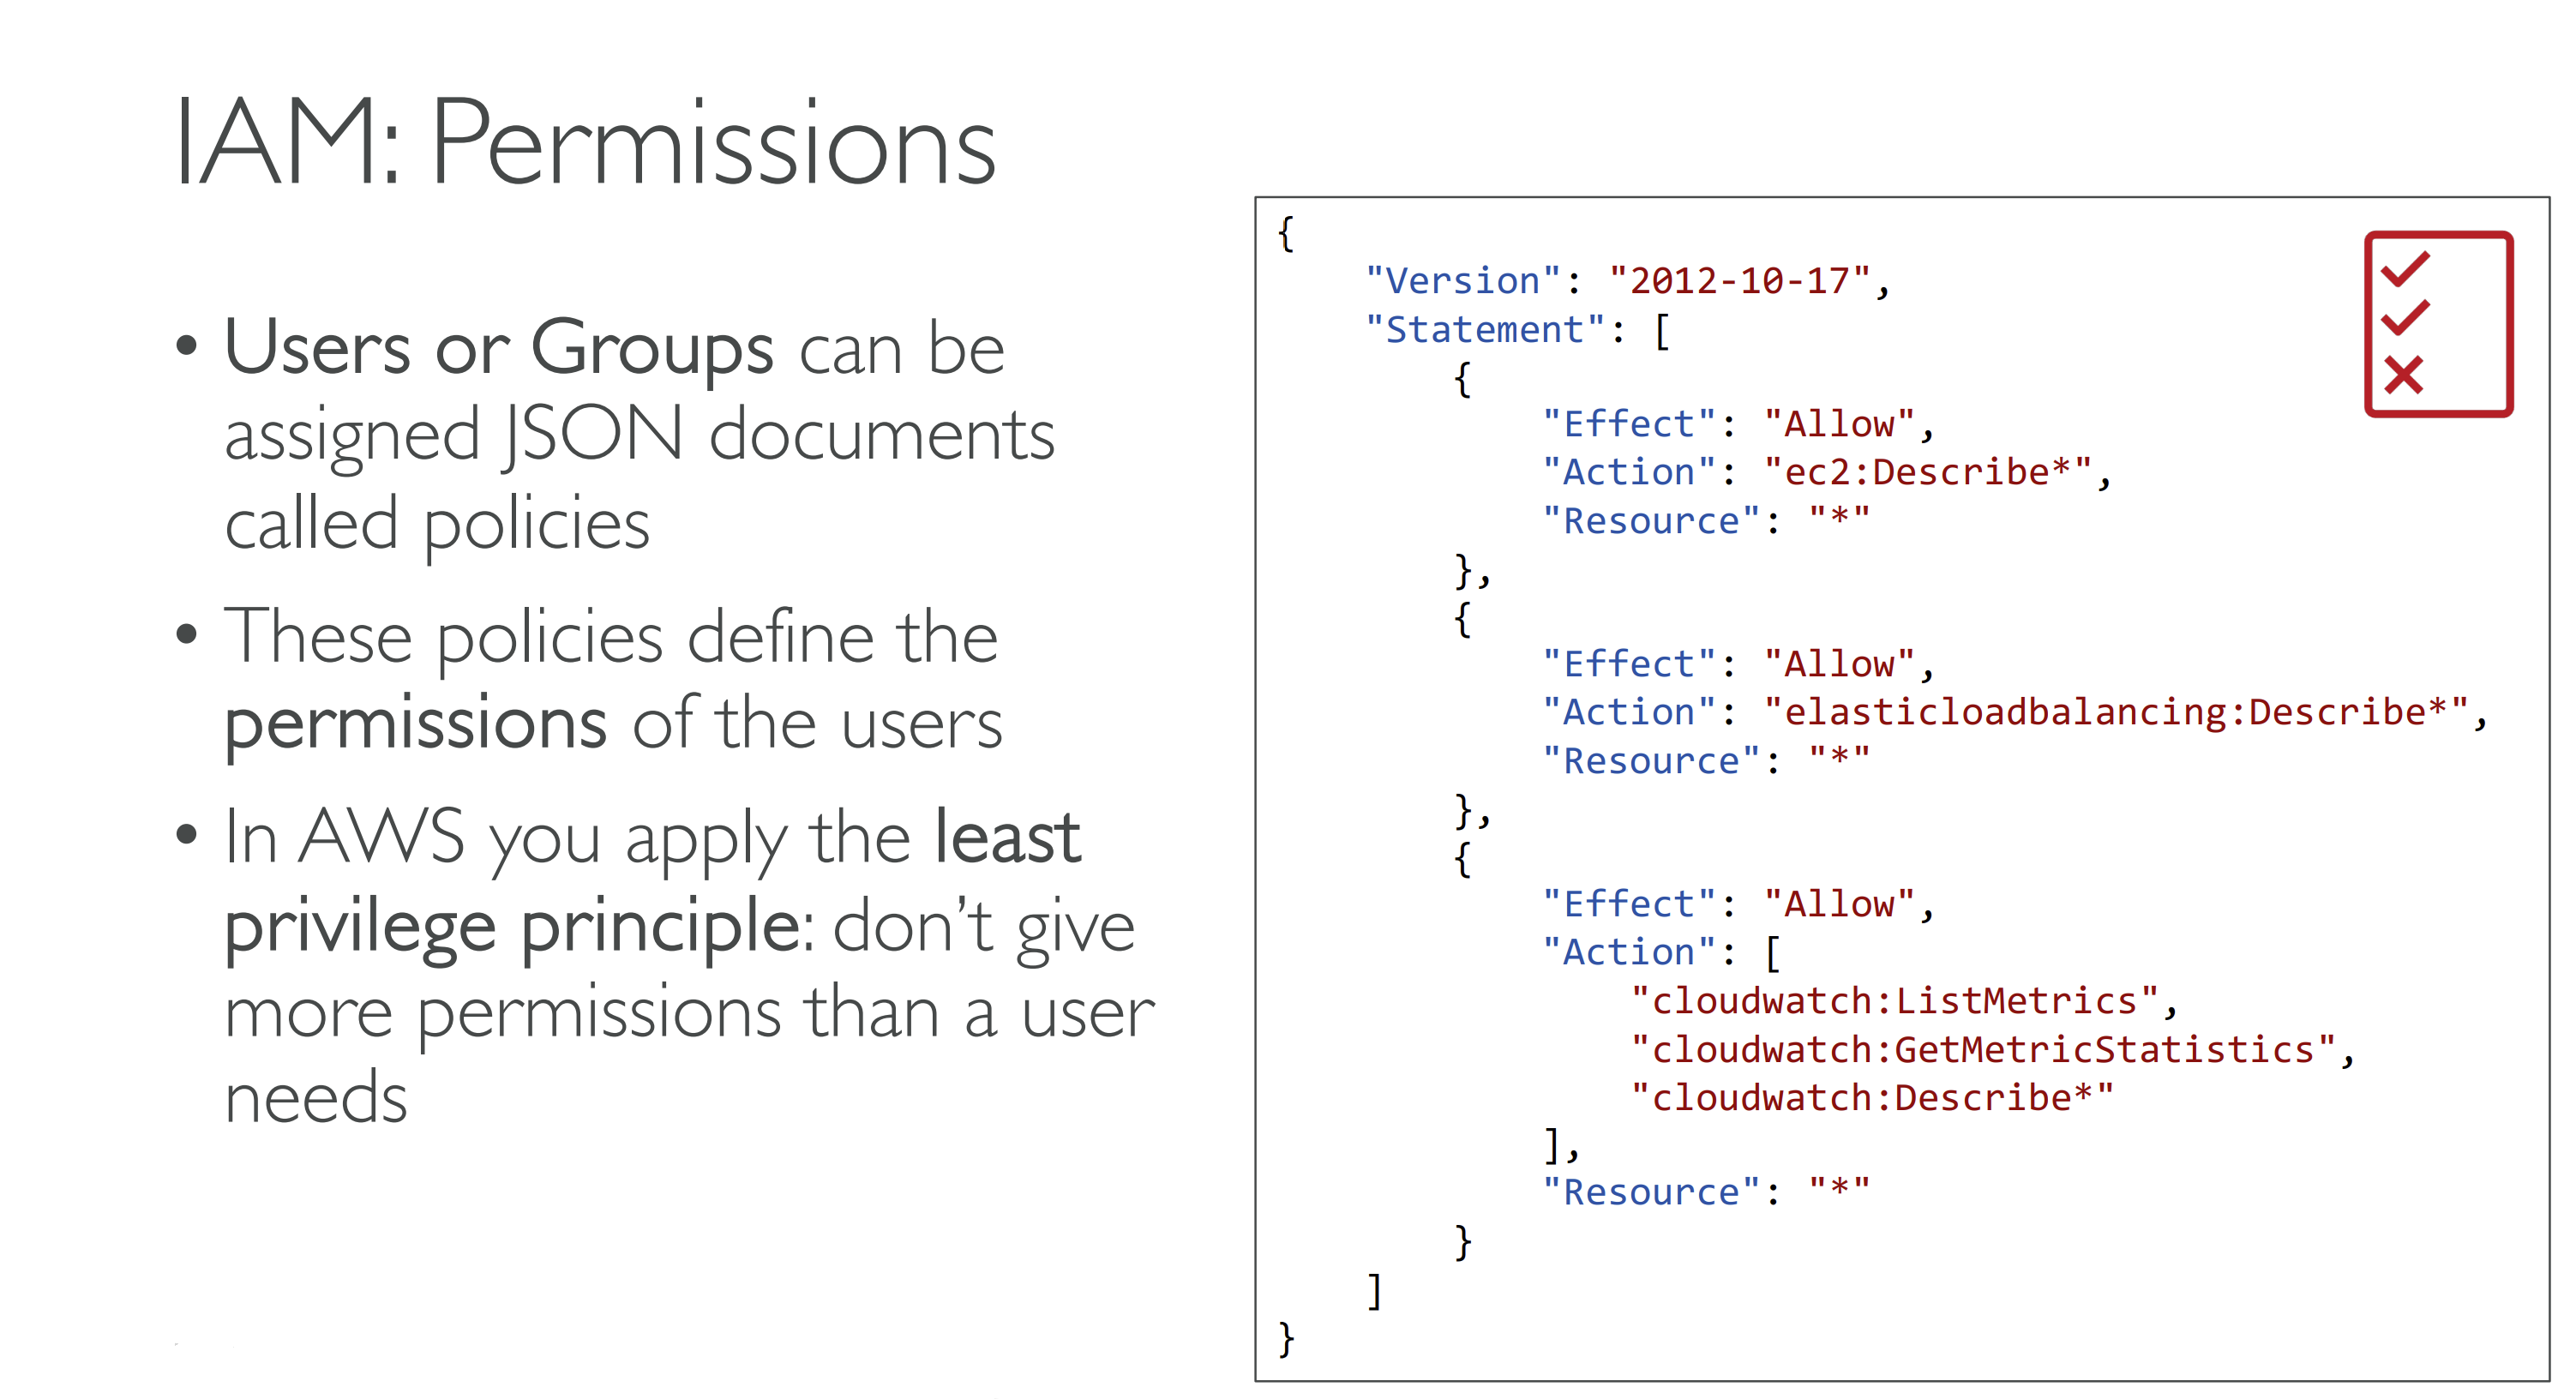 IAM: Permissions
• Users or Groups can be
assigned JSON documents
called policies
• These policies define the
permissions of the users
• In AWS you apply the least
privilege principle: don’t give
more permissions than a user
needs
{
    "Version": "2012-10-17",
    "Statement": [
        {
            "Effect": "Allow",
            "Action": "ec2:Describe*",
            "Resource": "*"
        },
        {
            "Effect": "Allow",
            "Action": "elasticloadbalancing:Describe*",
            "Resource": "*"
        },
        {
            "Effect": "Allow",
            "Action": [
                "cloudwatch:ListMetrics",
                "cloudwatch:GetMetricStatistics",
                "cloudwatch:Describe*"
            ],
            "Resource": "*"
        }
    ]
}